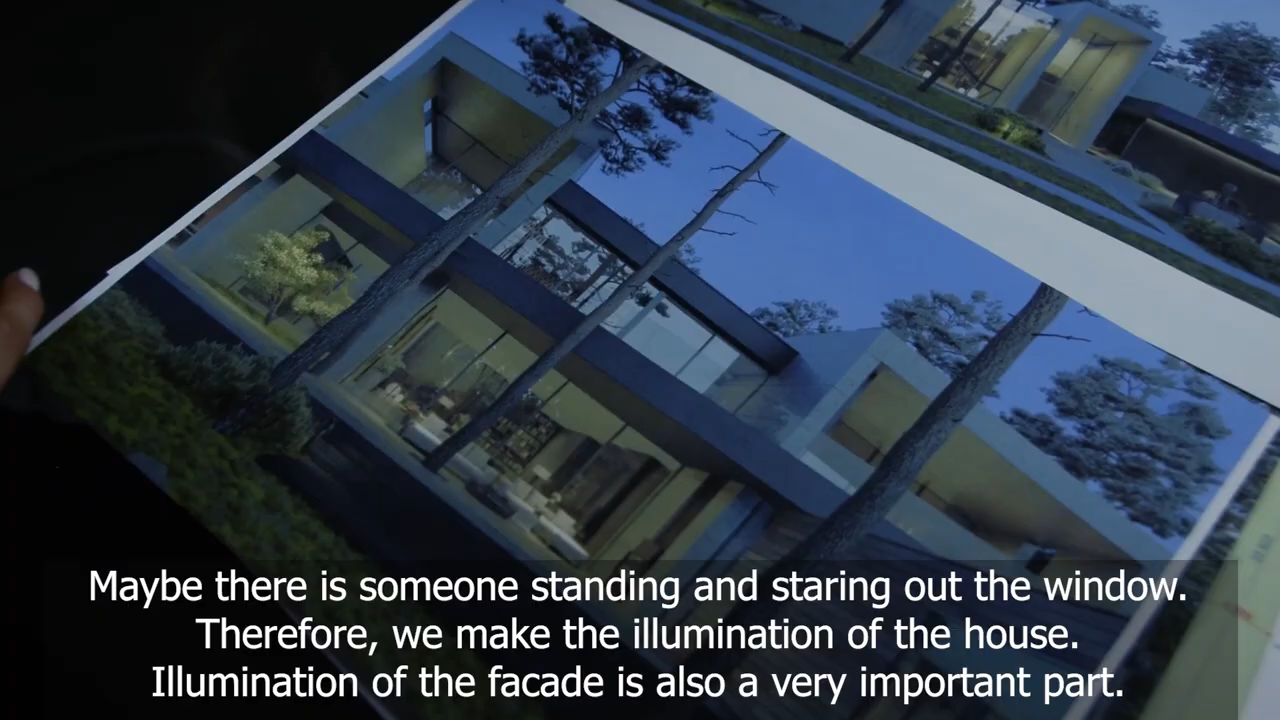 Maybe there is someone standing and staring out the window.
Therefore, we make the illumination of the house.
Illumination of the facade is also a very important part.